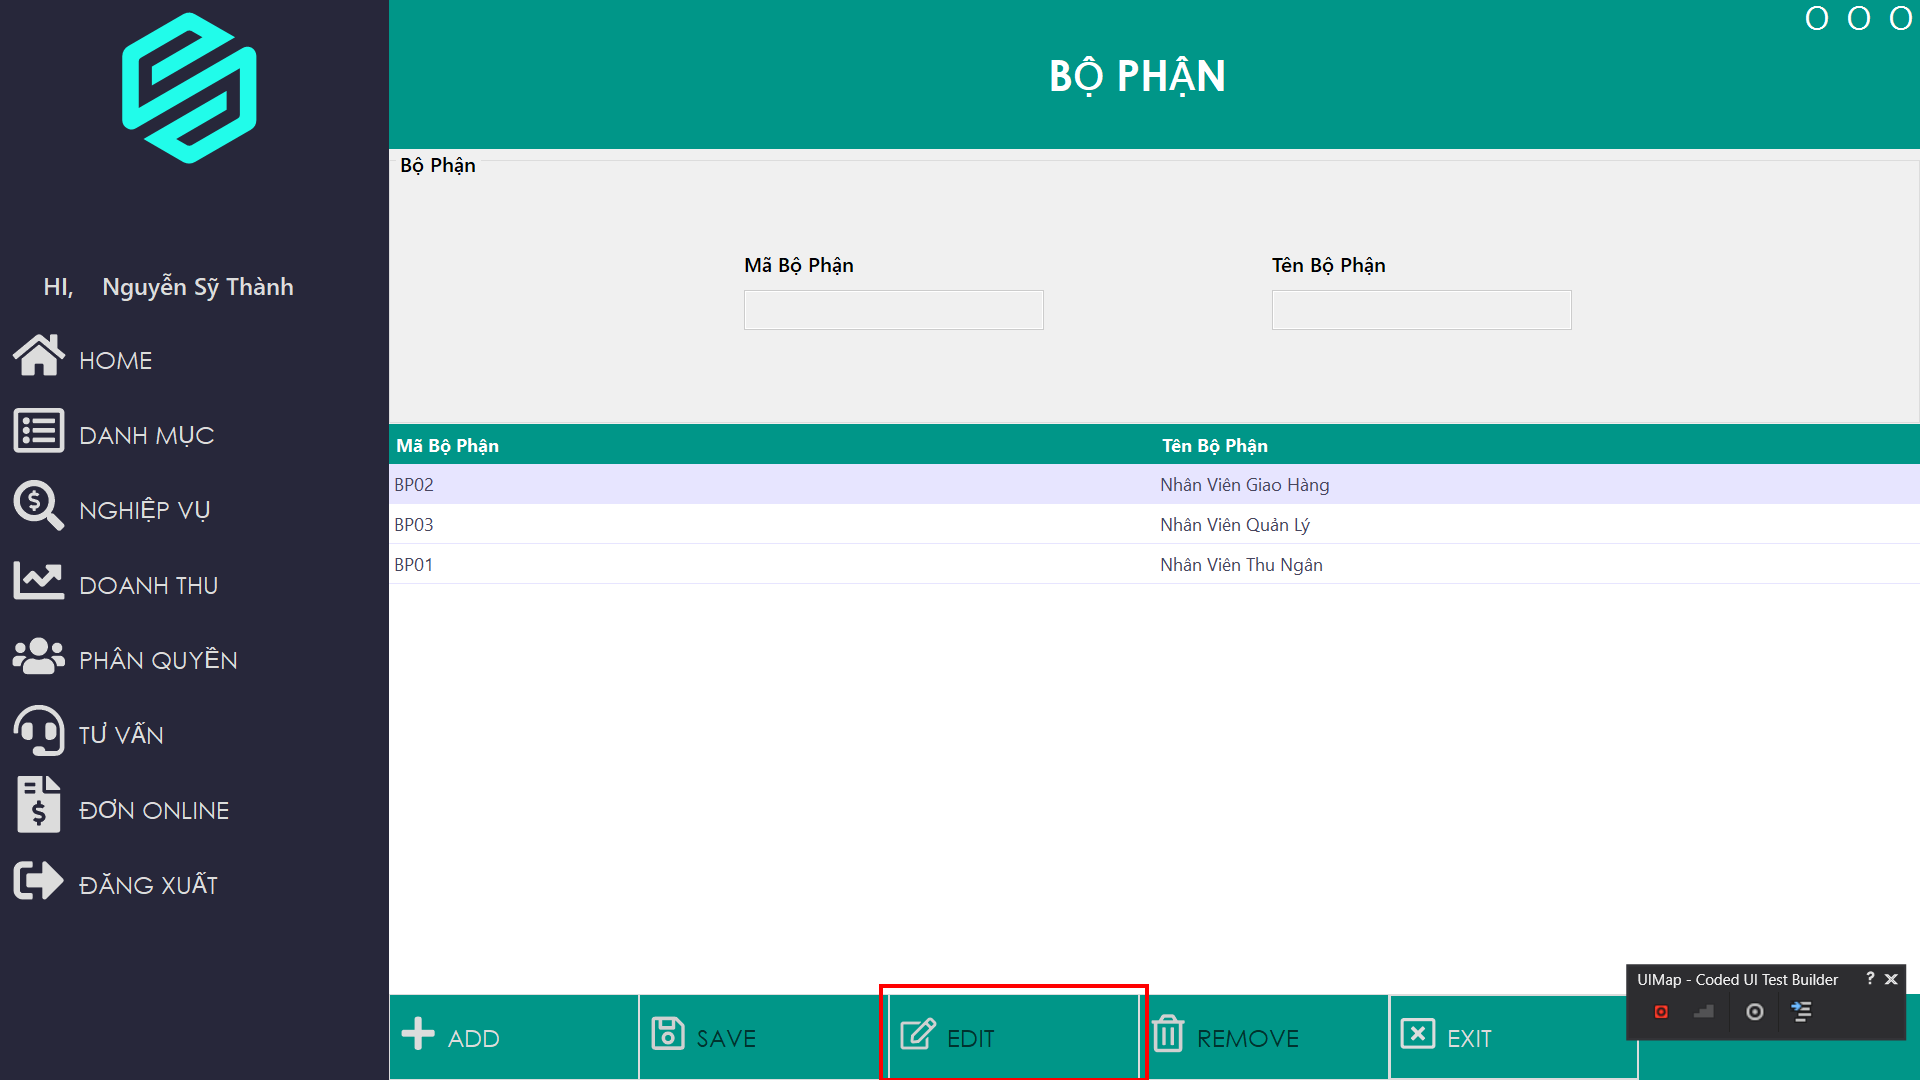 O O O
BỘ PHẬN
HI, Nguyễn Sỹ Thành
HOME
DANH MỤC
NGHIỆP VỤ
DOANH THU
PHÂN QUYỀN
TƯ VẤN
ĐƠN ONLINE
ĐĂNG XUẤT
Bộ Phận
Mã Bộ Phận
Tên Bộ Phận
Mã Bộ Phận Tên Bộ Phận
BP02 Nhân Viên Giao Hàng
BP03 Nhân Viên Quản Lý
BP01 Nhân Viên Thu Ngân
ADD SAVE EDIT REMOVE EXIT
UIMap - Coded UI Test Builder ? X